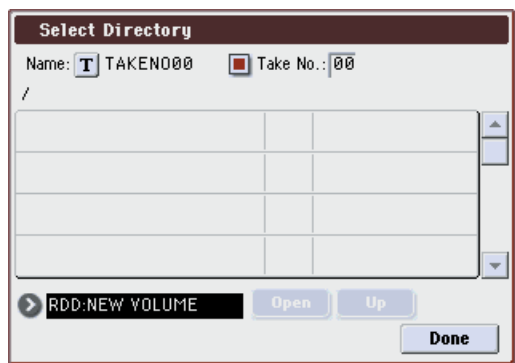 Select Directory
Name: T TAKENO00 Take No.: 00
/
RDD:NEW VOLUME Open Up
Done